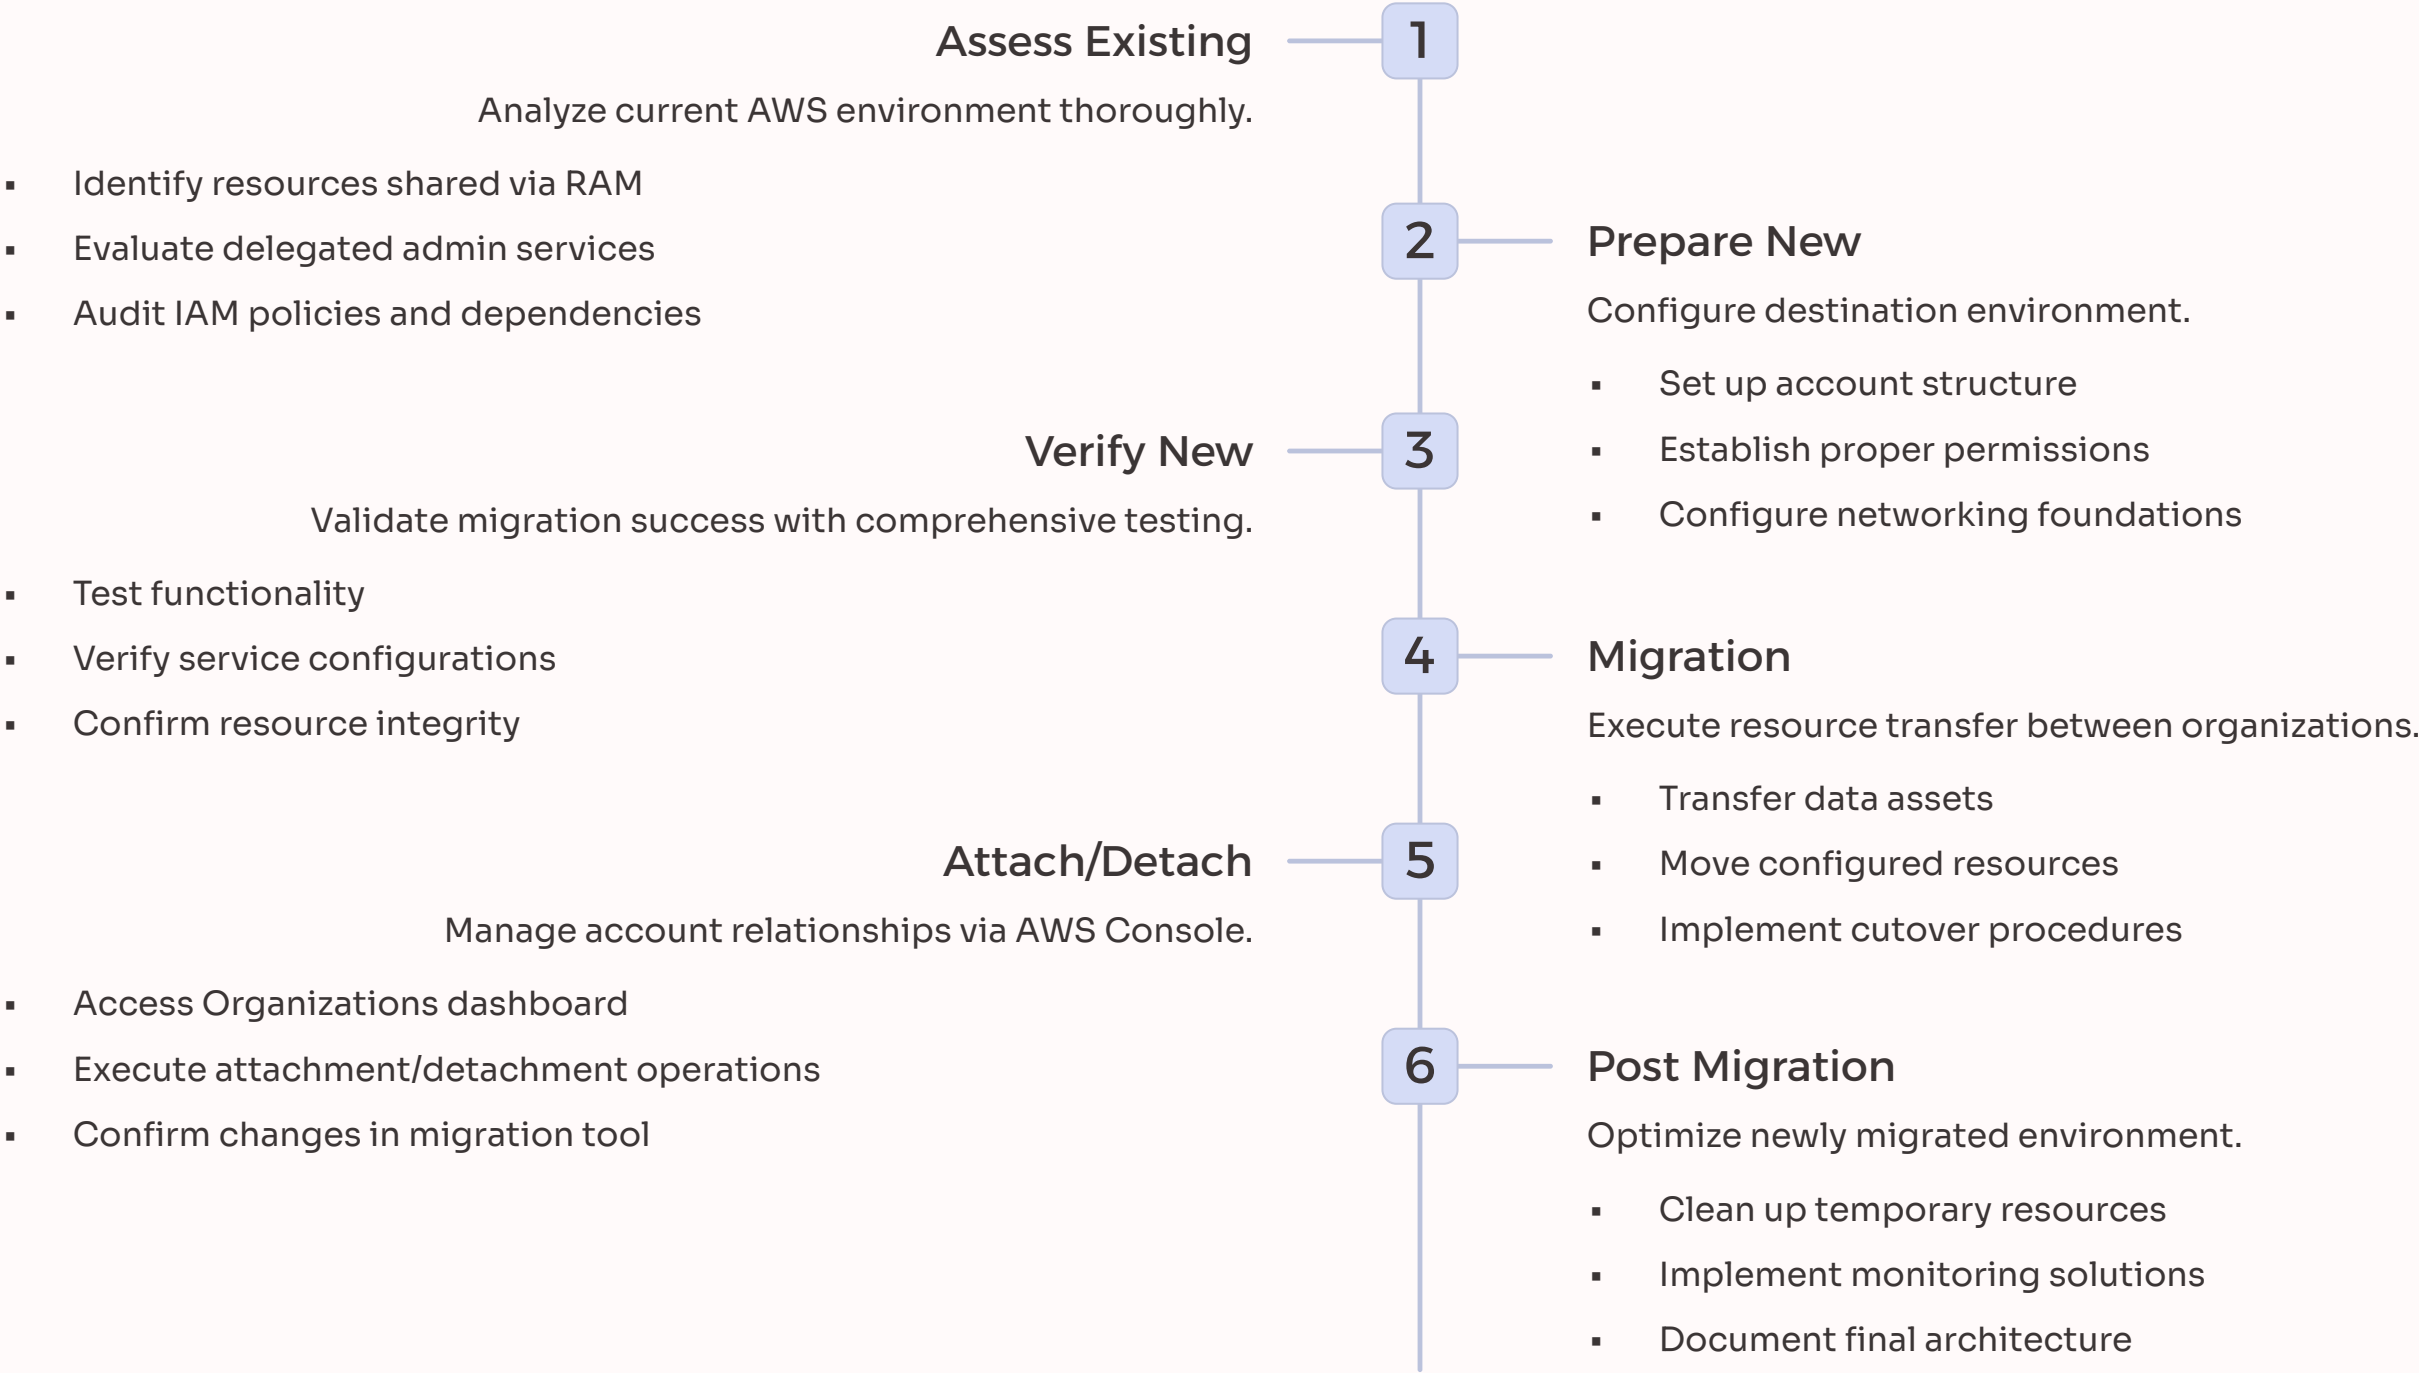 Assess Existing
1
Analyze current AWS environment thoroughly.
▪ Identify resources shared via RAM
▪ Evaluate delegated admin services
▪ Audit IAM policies and dependencies
2
Prepare New
Configure destination environment.
▪ Set up account structure
▪ Establish proper permissions
▪ Configure networking foundations
Verify New
3
Validate migration success with comprehensive testing.
▪ Test functionality
▪ Verify service configurations
▪ Confirm resource integrity
4
Migration
Execute resource transfer between organizations.
▪ Transfer data assets
▪ Move configured resources
▪ Implement cutover procedures
Attach/Detach
5
Manage account relationships via AWS Console.
▪ Access Organizations dashboard
▪ Execute attachment/detachment operations
▪ Confirm changes in migration tool
6
Post Migration
Optimize newly migrated environment.
▪ Clean up temporary resources
▪ Implement monitoring solutions
▪ Document final architecture